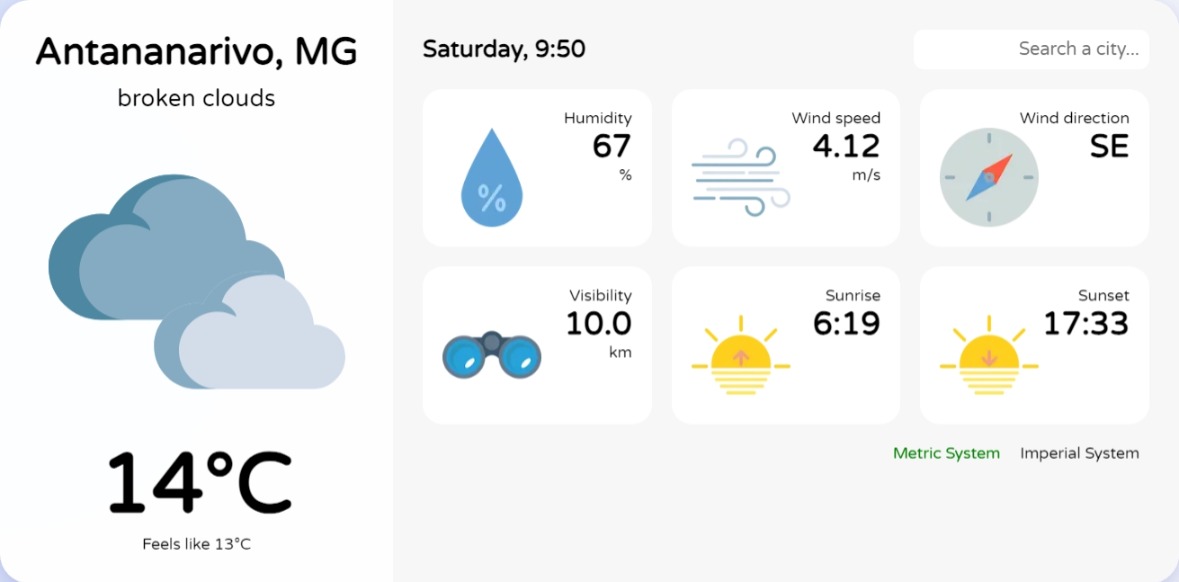 Antananarivo, MG
broken clouds
14°C
Feels like 13°C
Saturday, 9:50
Search a city...
Humidity
67
%
%
Wind speed
4.12
m/s
Wind direction
SE
Visibility
10.0
km
Sunrise
6:19
Sunset
17:33
Metric System
Imperial System